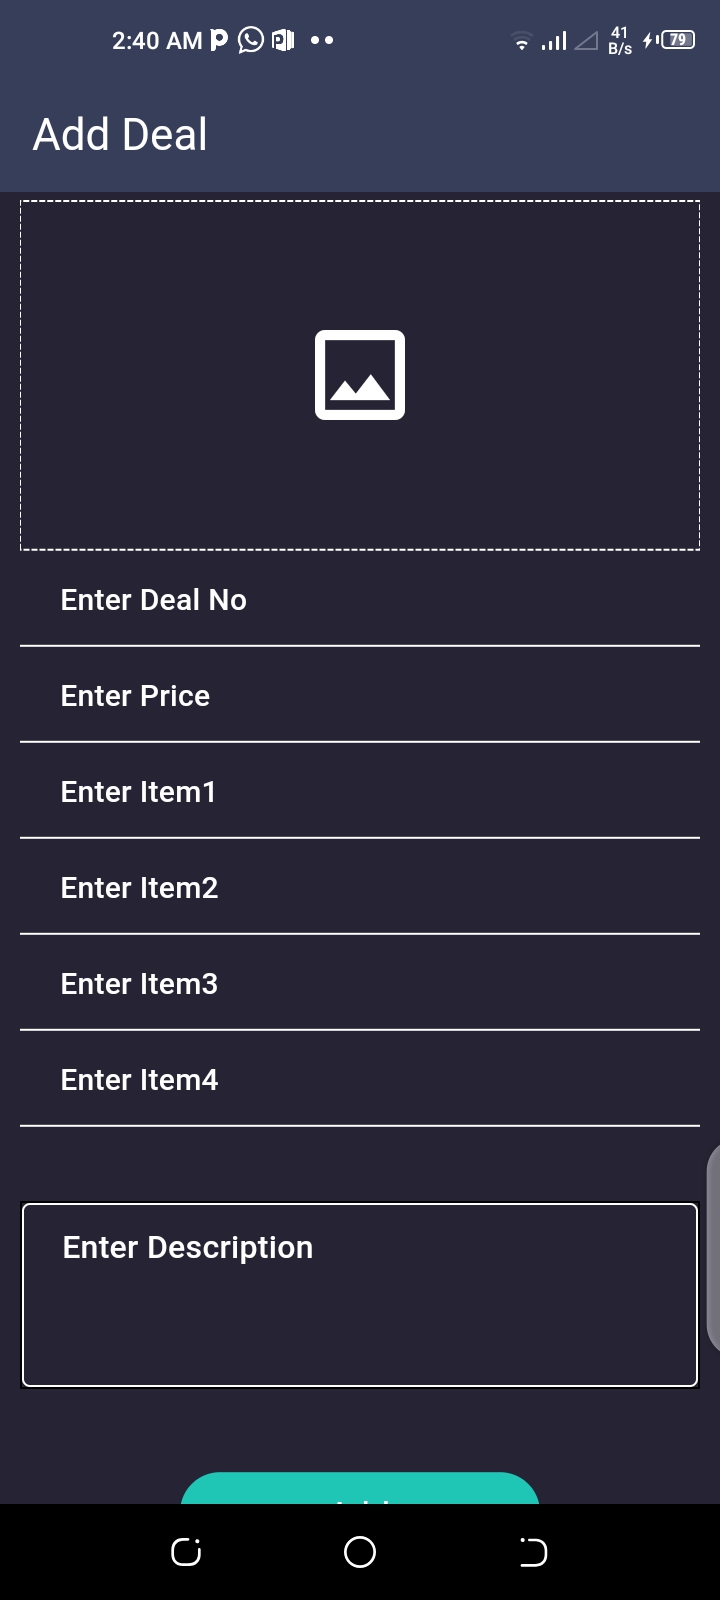 2:40 AM
41
B/s
79
Add Deal
Enter Deal No
Enter Price
Enter Item1
Enter Item2
Enter Item3
Enter Item4
Enter Description